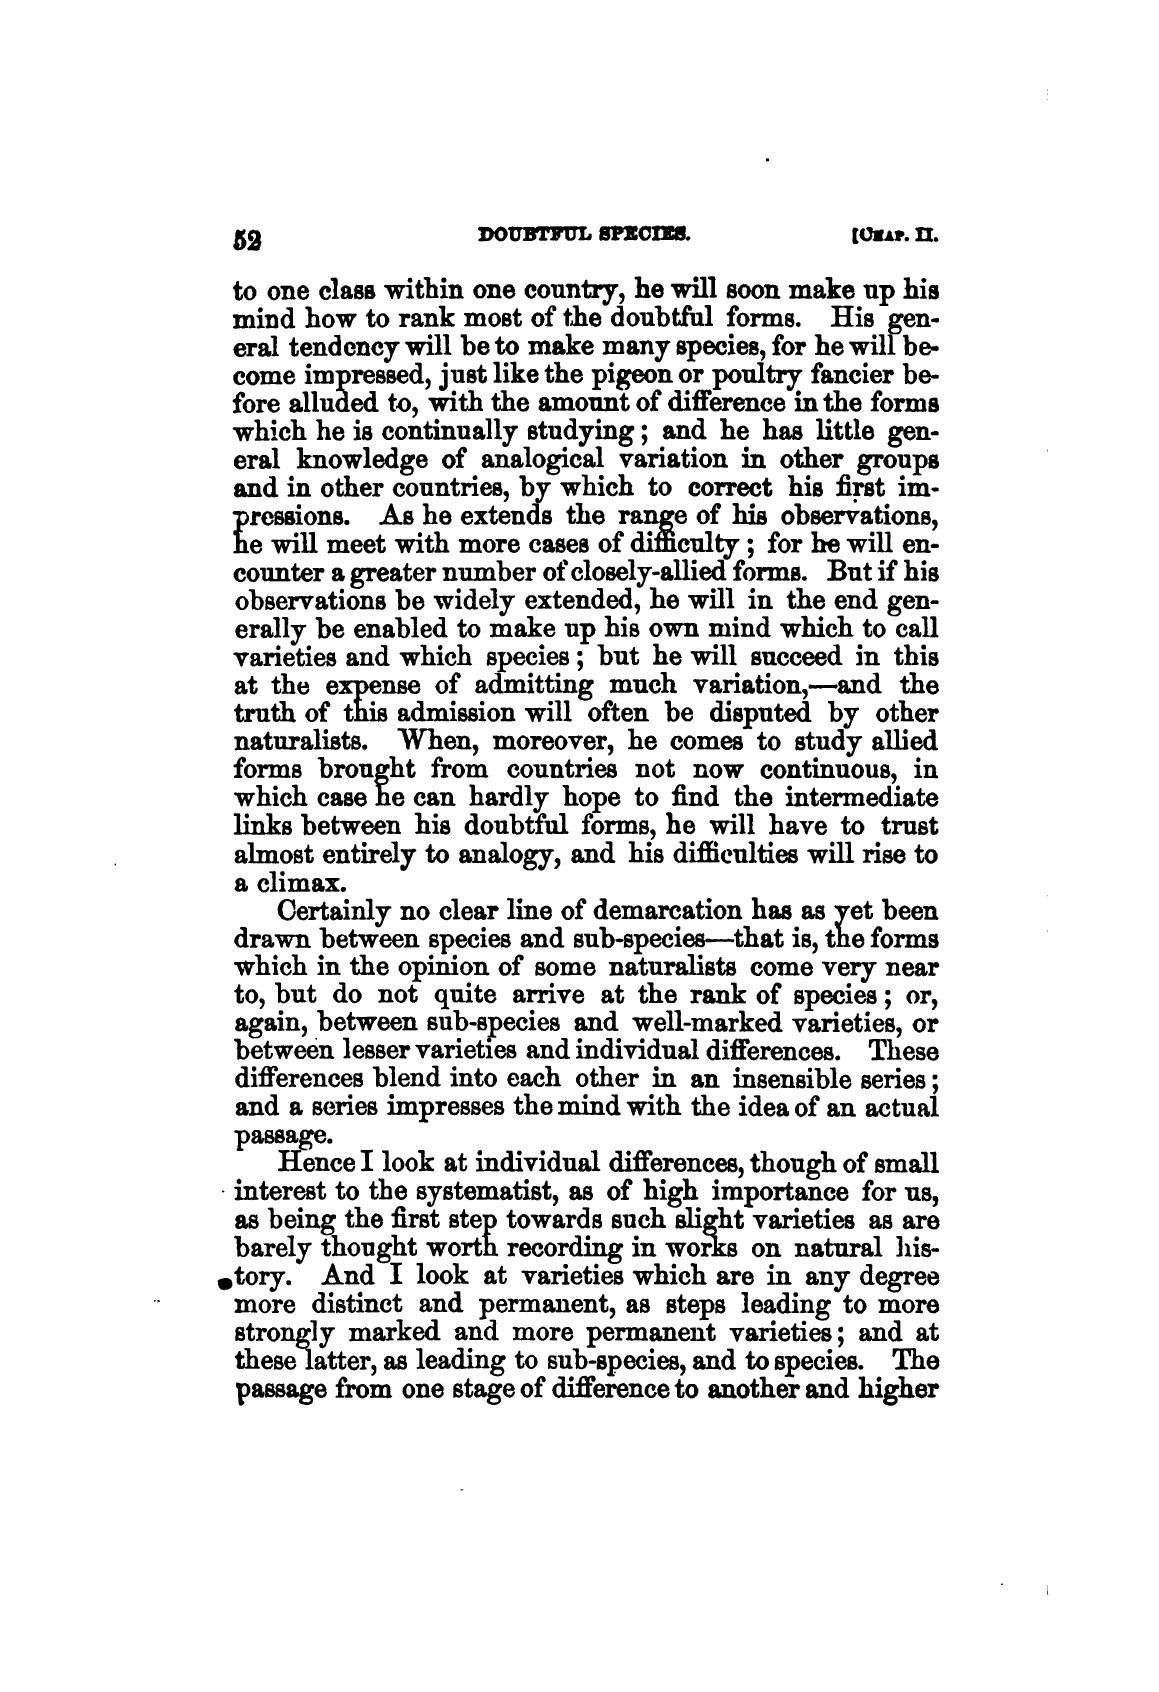 52 DOUBTFUL SPECIES. [CHAP. II.
to one class within one country, he will soon make up his
mind how to rank most of the doubtful forms. His gen-
eral tendency will be to make many species, for he will be-
come impressed, just like the pigeon or poultry fancier be-
fore alluded to, with the amount of difference in the forms
which he is continually studying; and he has little gen-
eral knowledge of analogical variation in other groups
and in other countries, by which to correct his first im-
pressions. As he extends the range of his observations,
he will meet with more cases of difficulty; for he will en-
counter a greater number of closely-allied forms. But if his
observations be widely extended, he will in the end gen-
erally be enabled to make up his own mind which to call
varieties and which species; but he will succeed in this
at the expense of admitting much variation,—and the
truth of this admission will often be disputed by other
naturalists. When, moreover, he comes to study allied
forms brought from countries not now continuous, in
which case he can hardly hope to find the intermediate
links between his doubtful forms, he will have to trust
almost entirely to analogy, and his difficulties will rise to
a climax.
Certainly no clear line of demarcation has as yet been
drawn between species and sub-species—that is, the forms
which in the opinion of some naturalists come very near
to, but do not quite arrive at the rank of species; or,
again, between sub-species and well-marked varieties, or
between lesser varieties and individual differences. These
differences blend into each other in an insensible series;
and a series impresses the mind with the idea of an actual
passage.
Hence I look at individual differences, though of small
interest to the systematist, as of high importance for us,
as being the first step towards such slight varieties as are
barely thought worth recording in works on natural his-
tory. And I look at varieties which are in any degree
more distinct and permanent, as steps leading to more
strongly marked and more permanent varieties; and at
these latter, as leading to sub-species, and to species. The
passage from one stage of difference to another and higher